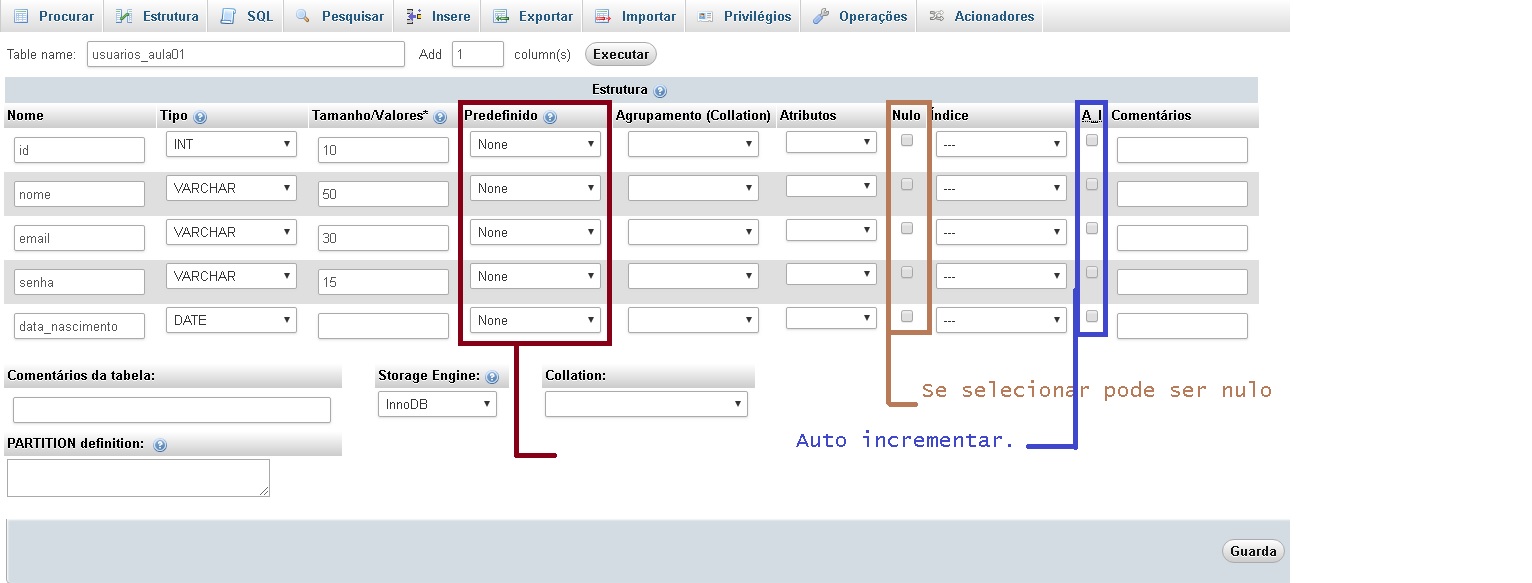 Procurar Estrutura SQL Pesquisar Insere Exportar Importar Privilégios Operações Acionadores
Table name: usuarios_aula01 Add 1 column(s) Executar
Estrutura
Nome Tipo Tamanho/Valores* Predefinido Agrupamento (Collation) Atributos Nulo Índice A_I Comentários
id INT 10 None ---
nome VARCHAR 50 None ---
email VARCHAR 30 None ---
senha VARCHAR 15 None ---
data_nascimento DATE None ---
Comentários da tabela: Storage Engine: Collation:
InnoDB
Se selecionar pode ser nulo
PARTITION definition:
Auto incrementar.
Guarda